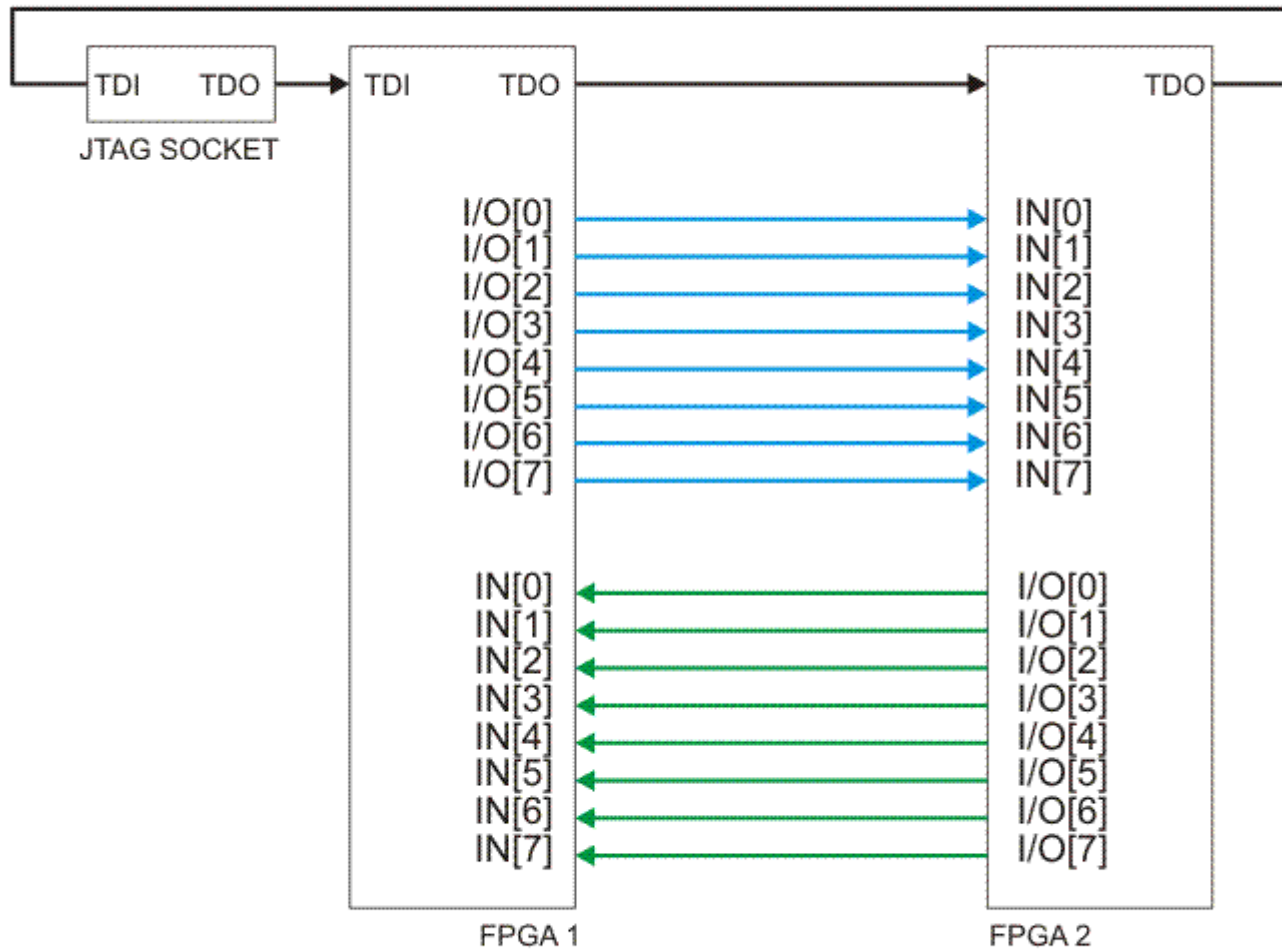 TDI TDO TDI TDO TDO
JTAG SOCKET
I/O[0] IN[0]
I/O[1] IN[1]
I/O[2] IN[2]
I/O[3] IN[3]
I/O[4] IN[4]
I/O[5] IN[5]
I/O[6] IN[6]
I/O[7] IN[7]
IN[0] I/O[0]
IN[1] I/O[1]
IN[2] I/O[2]
IN[3] I/O[3]
IN[4] I/O[4]
IN[5] I/O[5]
IN[6] I/O[6]
IN[7] I/O[7]
FPGA 1 FPGA 2